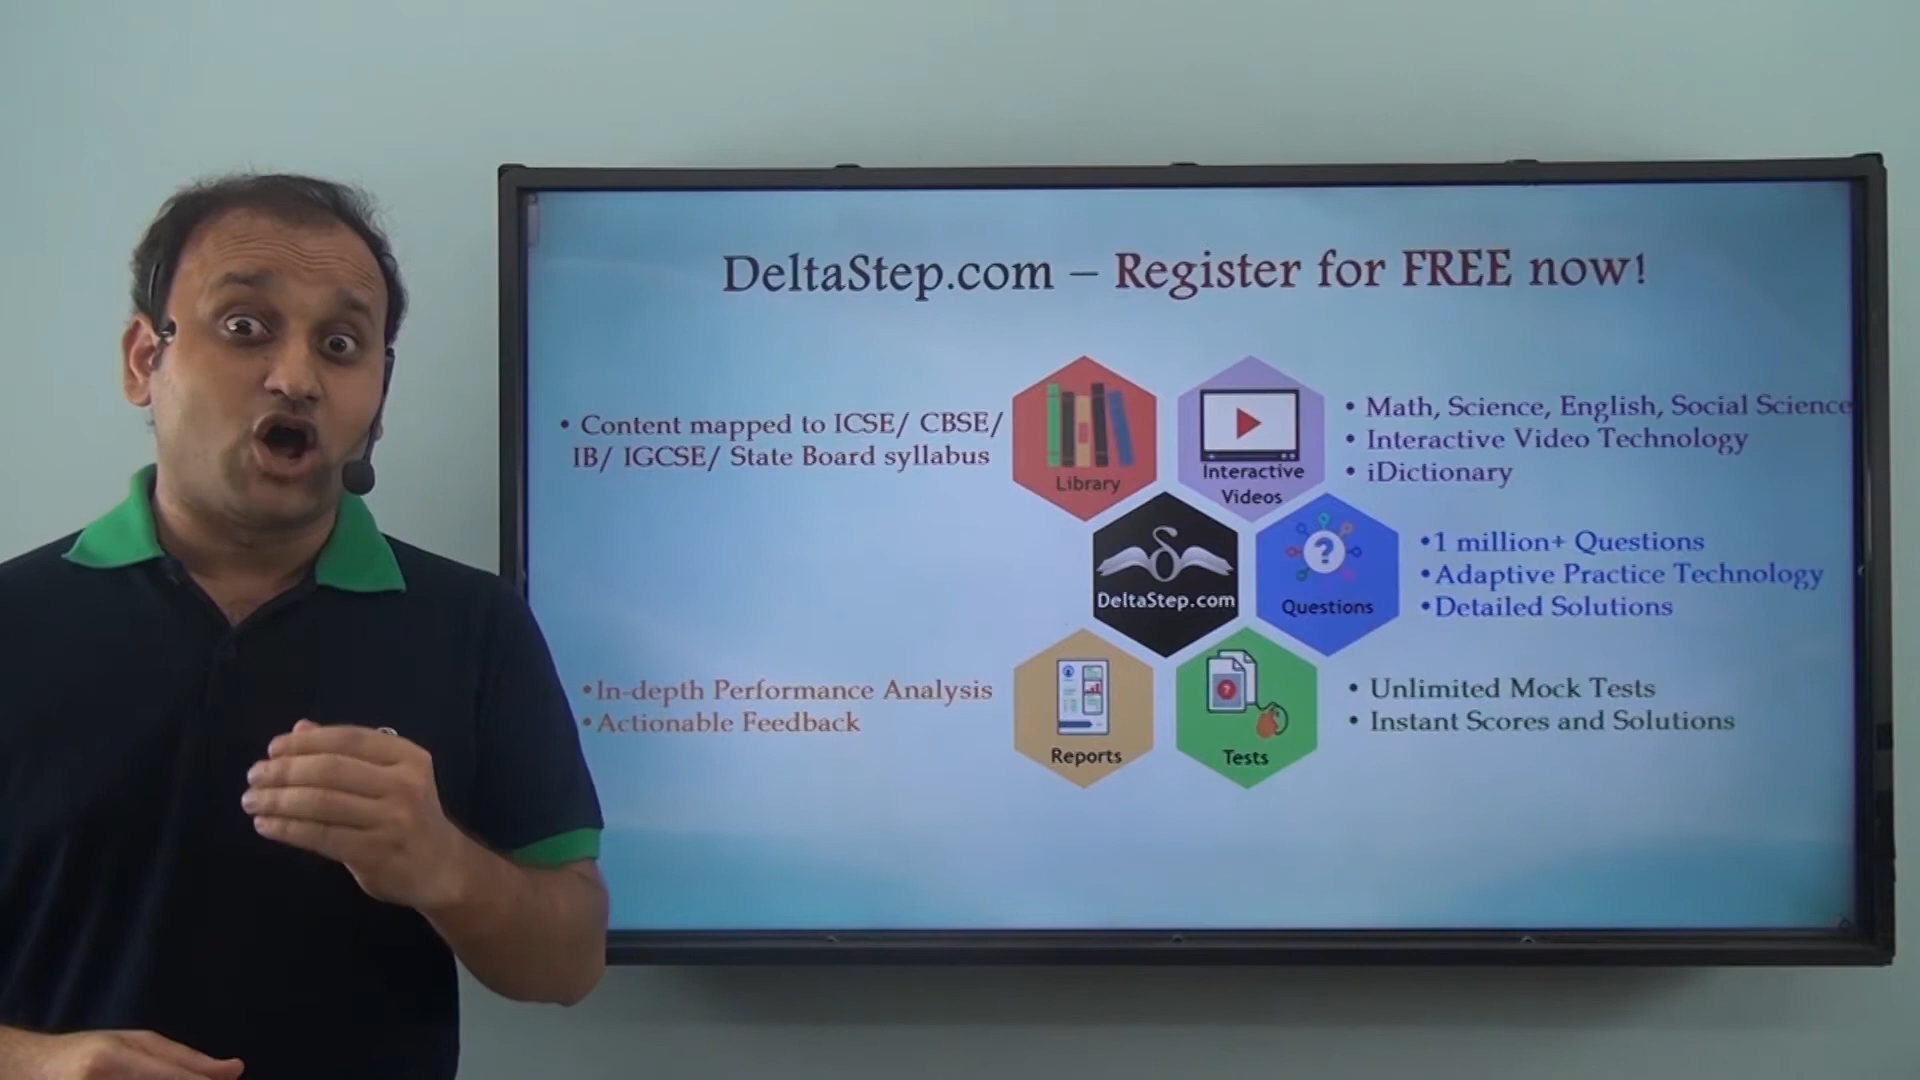 DeltaStep.com – Register for FREE now!
• Content mapped to ICSE/ CBSE/
IB/ IGCSE/ State Board syllabus
Library
Interactive
Videos
• Math, Science, English, Social Science
• Interactive Video Technology
• iDictionary
DeltaStep.com
?
Questions
•1 million+ Questions
•Adaptive Practice Technology
•Detailed Solutions
•In-depth Performance Analysis
•Actionable Feedback
Reports
?
Tests
• Unlimited Mock Tests
• Instant Scores and Solutions